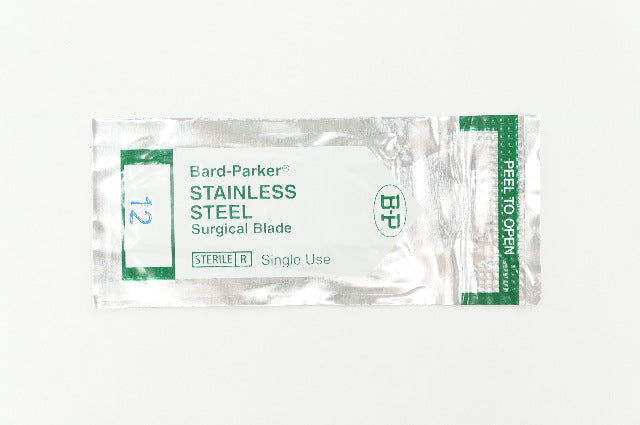 12
Bard-Parker®
STAINLESS
STEEL
Surgical Blade
STERILE R Single Use
B-P
PEEL TO OPEN